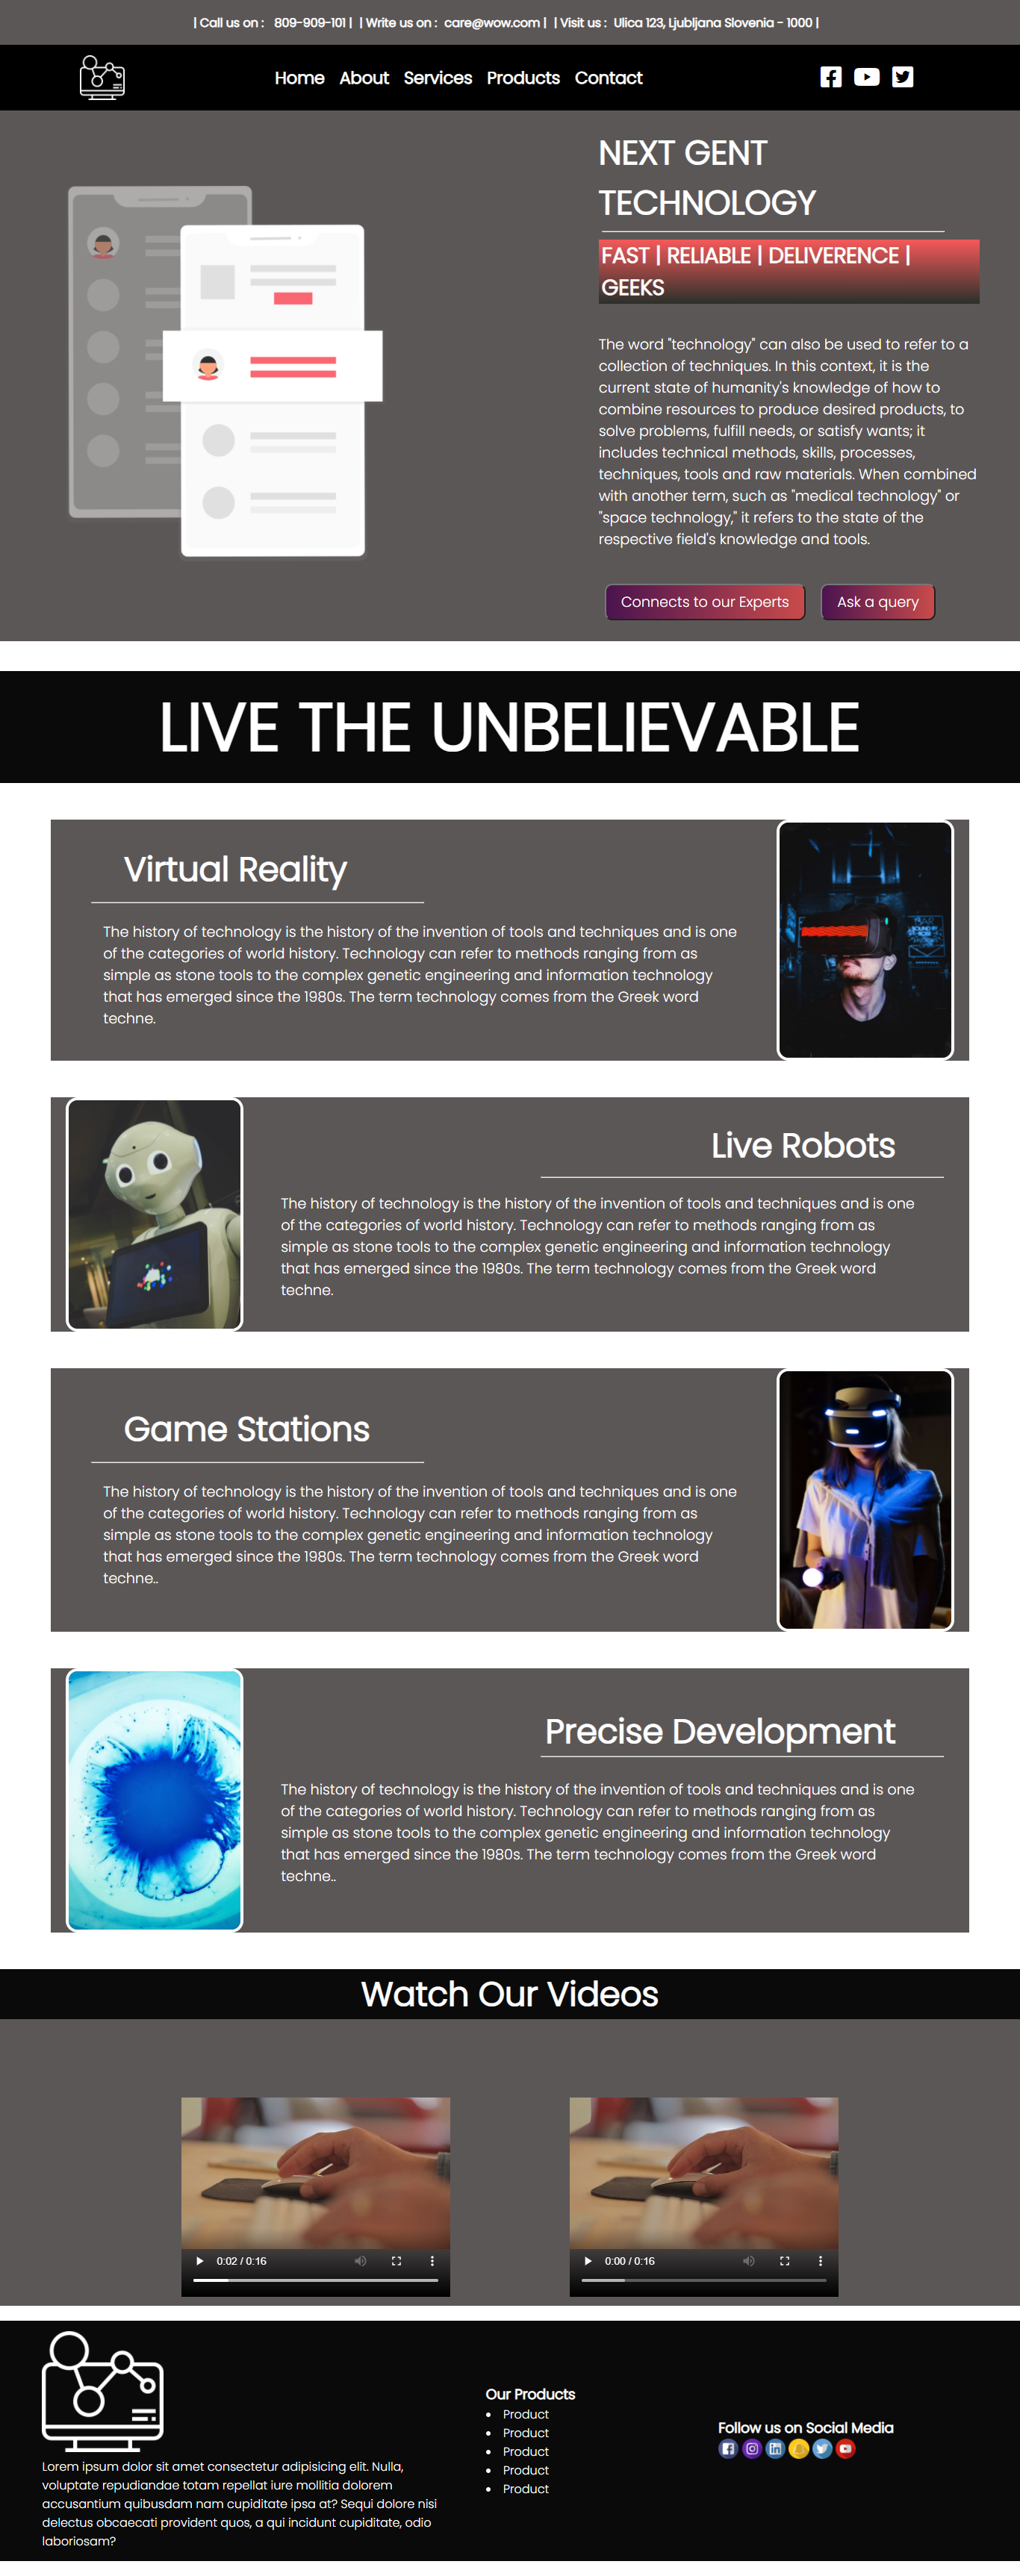 | Call us on : 809-909-101 | | Write us on : care@wow.com | | Visit us : Ulica 123, Ljubljana Slovenia - 1000 |
Home About Services Products Contact
NEXT GENT
TECHNOLOGY
FAST | RELIABLE | DELIVERENCE |
GEEKS
The word "technology" can also be used to refer to a
collection of techniques. In this context, it is the
current state of humanity's knowledge of how to
combine resources to produce desired products, to
solve problems, fulfill needs, or satisfy wants; it
includes technical methods, skills, processes,
techniques, tools and raw materials. When combined
with another term, such as "medical technology" or
"space technology," it refers to the state of the
respective field's knowledge and tools.
Connects to our Experts Ask a query
LIVE THE UNBELIEVABLE
Virtual Reality
The history of technology is the history of the invention of tools and techniques and is one
of the categories of world history. Technology can refer to methods ranging from as
simple as stone tools to the complex genetic engineering and information technology
that has emerged since the 1980s. The term technology comes from the Greek word
techne.
Live Robots
The history of technology is the history of the invention of tools and techniques and is one
of the categories of world history. Technology can refer to methods ranging from as
simple as stone tools to the complex genetic engineering and information technology
that has emerged since the 1980s. The term technology comes from the Greek word
techne.
Game Stations
The history of technology is the history of the invention of tools and techniques and is one
of the categories of world history. Technology can refer to methods ranging from as
simple as stone tools to the complex genetic engineering and information technology
that has emerged since the 1980s. The term technology comes from the Greek word
techne..
Precise Development
The history of technology is the history of the invention of tools and techniques and is one
of the categories of world history. Technology can refer to methods ranging from as
simple as stone tools to the complex genetic engineering and information technology
that has emerged since the 1980s. The term technology comes from the Greek word
techne..
Watch Our Videos
0:02 / 0:16
0:00 / 0:16
Lorem ipsum dolor sit amet consectetur adipisicing elit. Nulla,
voluptate repudiandae totam repellat iure mollitia dolorem
accusantium quibusdam nam cupiditate ipsa at? Sequi dolore nisi
delectus obcaecati provident quos, a qui incidunt cupiditate, odio
laboriosam?
Our Products
• Product
• Product
• Product
• Product
• Product
Follow us on Social Media